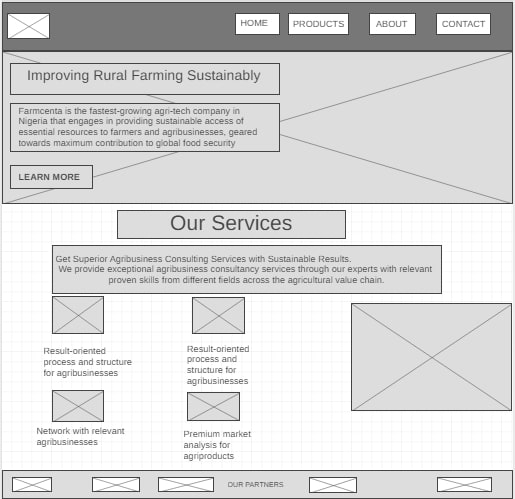 HOME
PRODUCTS
ABOUT
CONTACT
Improving Rural Farming Sustainably
Farmcenta is the fastest-growing agri-tech company in
Nigeria that engages in providing sustainable access of
essential resources to farmers and agribusinesses, geared
towards maximum contribution to global food security
LEARN MORE
Our Services
Get Superior Agribusiness Consulting Services with Sustainable Results.
We provide exceptional agribusiness consultancy services through our experts with relevant
proven skills from different fields across the agricultural value chain.
Result-oriented
process and structure
for agribusinesses
Result-oriented
process and
structure for
agribusinesses
Network with relevant
agribusinesses
Premium market
analysis for
agriproducts
OUR PARTNERS